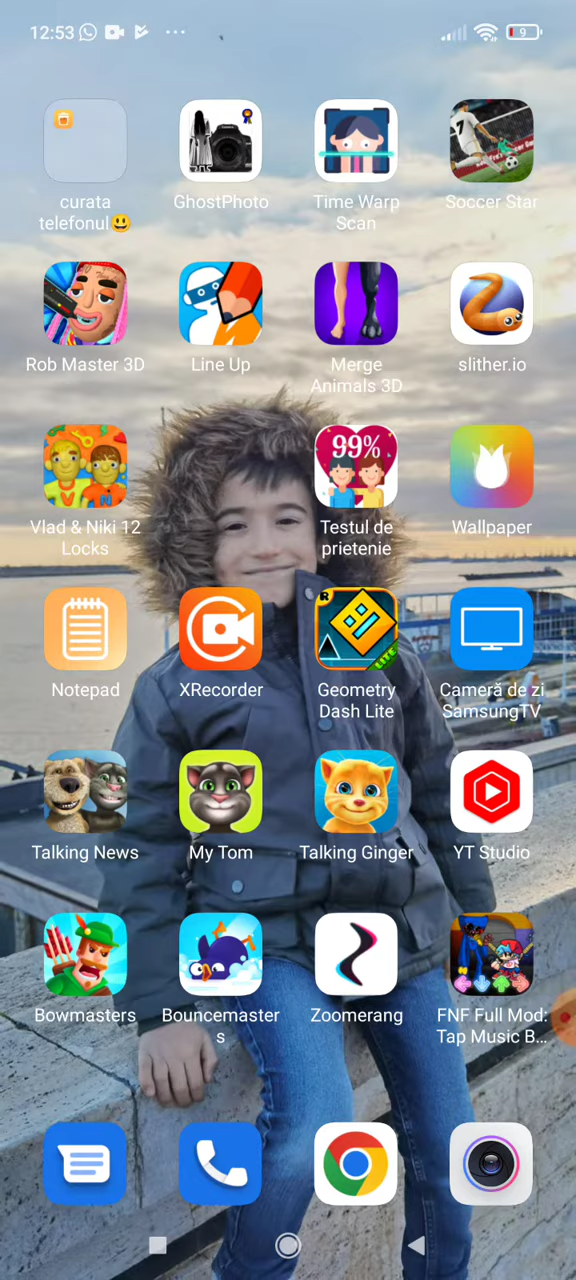 12:53
9
curata
telefonul😃
GhostPhoto
Time Warp
Scan
Soccer Star
Rob Master 3D
Line Up
Merge
Animals 3D
slither.io
99%
Vlad & Niki 12
Locks
Testul de
prietenie
Wallpaper
R
LITE
Notepad
XRecorder
Geometry
Dash Lite
Cameră de zi
SamsungTV
Talking News
My Tom
Talking Ginger
YT Studio
Bowmasters
Bouncemaster
s
Zoomerang
FNF Full Mod:
Tap Music B...